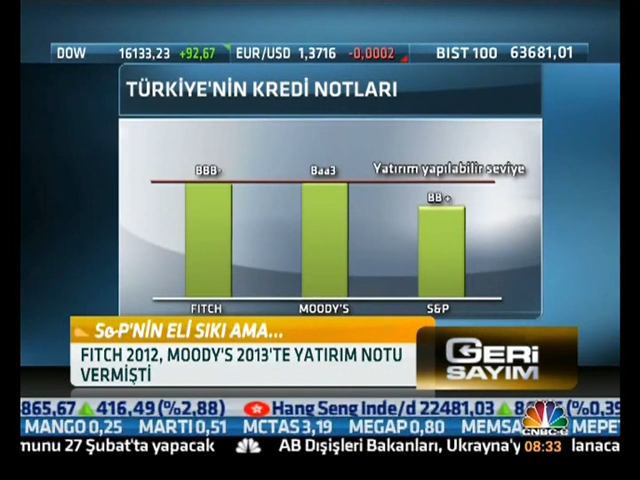 DOW 16133,23 +92,67 EUR/USD 1,3716 -0,0002 BIST 100 63681,01
TÜRKİYE'NİN KREDİ NOTLARI
BBB- Baa3 Yatırım yapılabilir seviye
BB+
FITCH MOODY'S S&P
S&P'NİN ELİ SIKI AMA...
FITCH 2012, MOODY'S 2013'TE YATIRIM NOTU
VERMİŞTİ
GERİ
SAYIM
865,67 416,49 (%2,88) Hang Seng Inde/d 22481,03
MANGO 0,25 MARTI 0,51 MCTAS 3,19 MEGAP 0,80 MEMSA
CNBC-e
munu 27 Şubat'ta yapacak AB Dışişleri Bakanları, Ukrayna'y 08:33 lanaca